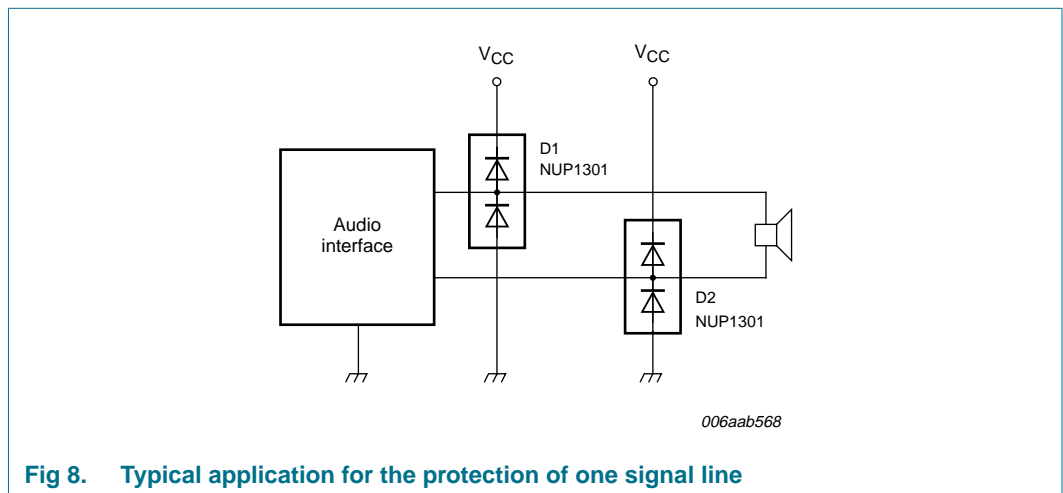 VCC
VCC
D1
NUP1301
Audio
interface
D2
NUP1301
006aab568
Fig 8. Typical application for the protection of one signal line